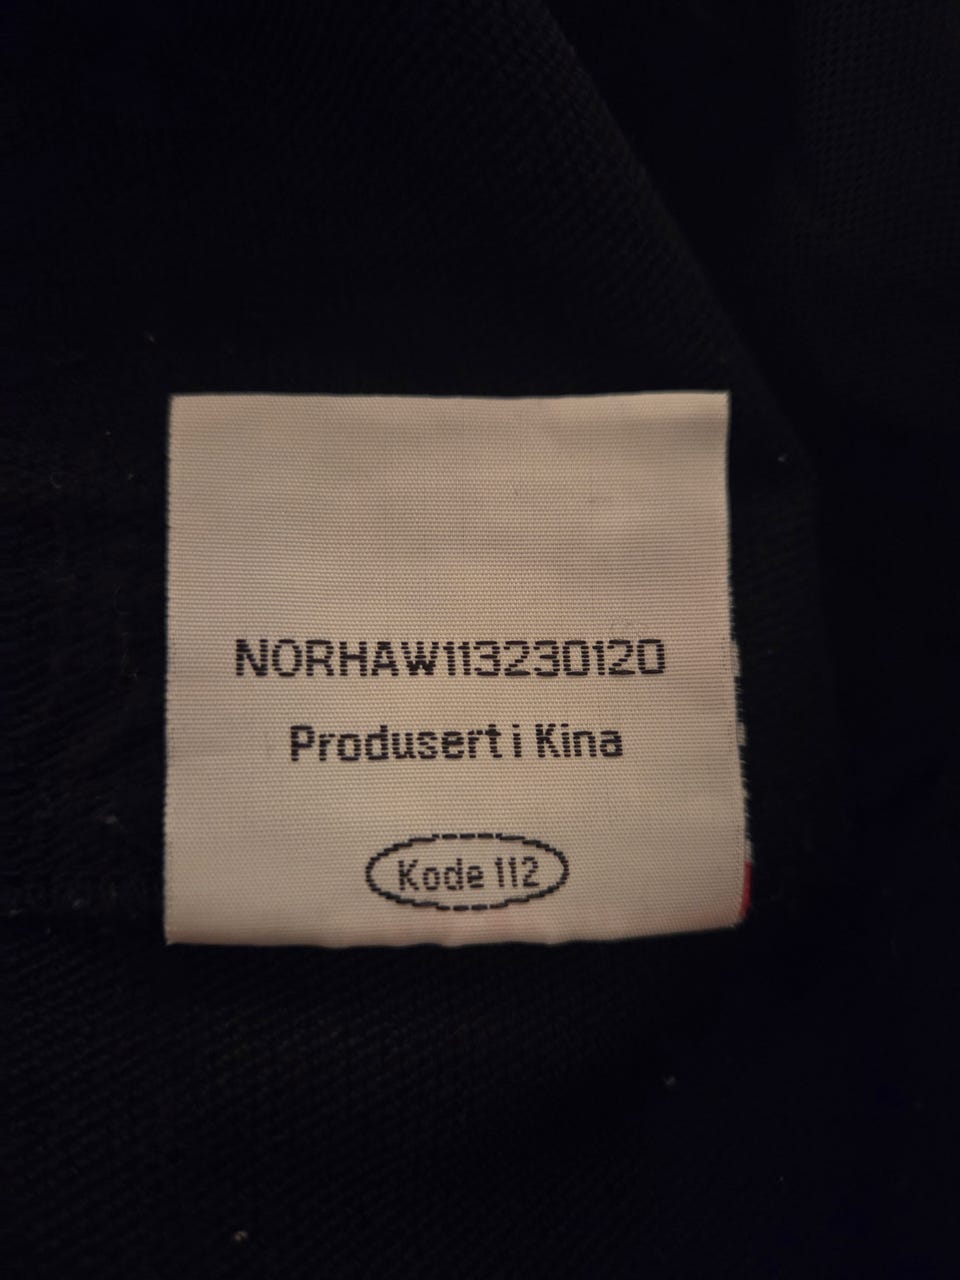 NORHAW113230120
Produsert i Kina
Kode 112